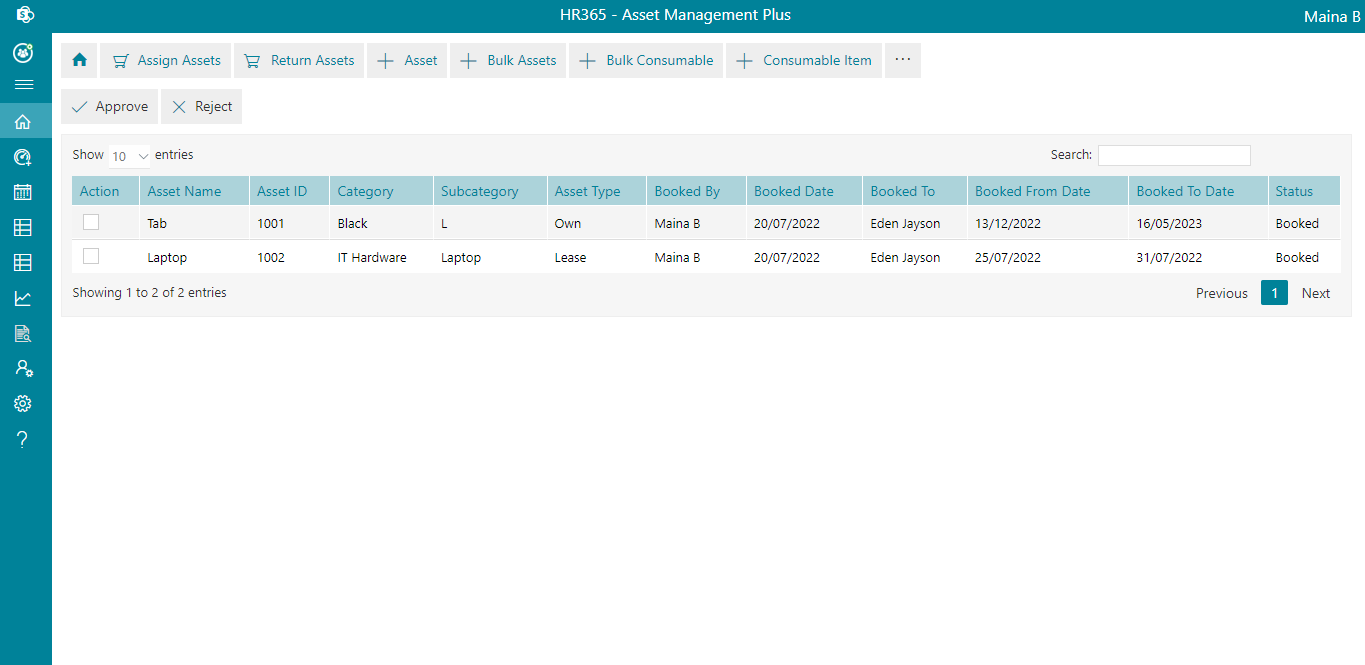 HR365 - Asset Management Plus
Maina B
Assign Assets Return Assets Asset Bulk Assets Bulk Consumable Consumable Item ...
Approve Reject
Show 10 entries Search:
Action Asset Name Asset ID Category Subcategory Asset Type Booked By Booked Date Booked To Booked From Date Booked To Date Status
Tab 1001 Black L Own Maina B 20/07/2022 Eden Jayson 13/12/2022 16/05/2023 Booked
Laptop 1002 IT Hardware Laptop Lease Maina B 20/07/2022 Eden Jayson 25/07/2022 31/07/2022 Booked
Showing 1 to 2 of 2 entries Previous 1 Next